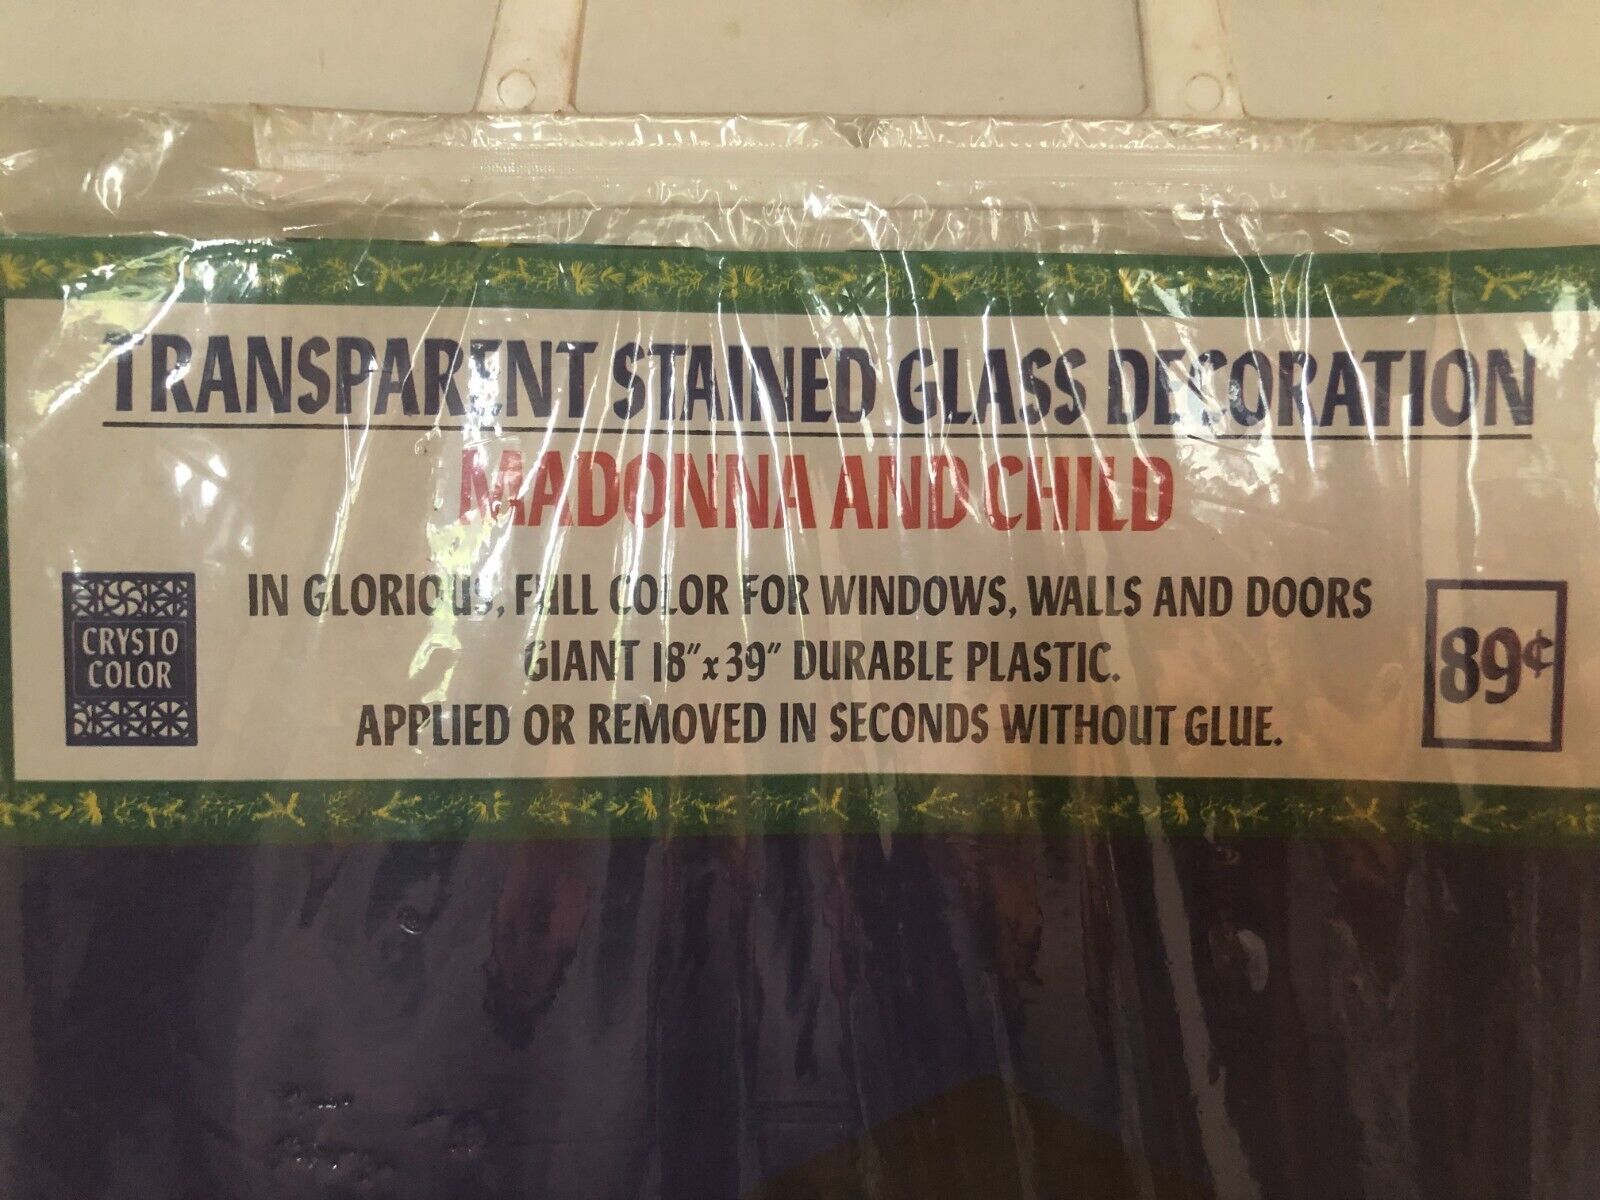 TRANSPARENT STAINED GLASS DECORATION
MADONNA AND CHILD
IN GLORIOUS, FULL COLOR FOR WINDOWS, WALLS AND DOORS
GIANT 18" x 39" DURABLE PLASTIC.
APPLIED OR REMOVED IN SECONDS WITHOUT GLUE.
CRYSTO
COLOR
89¢